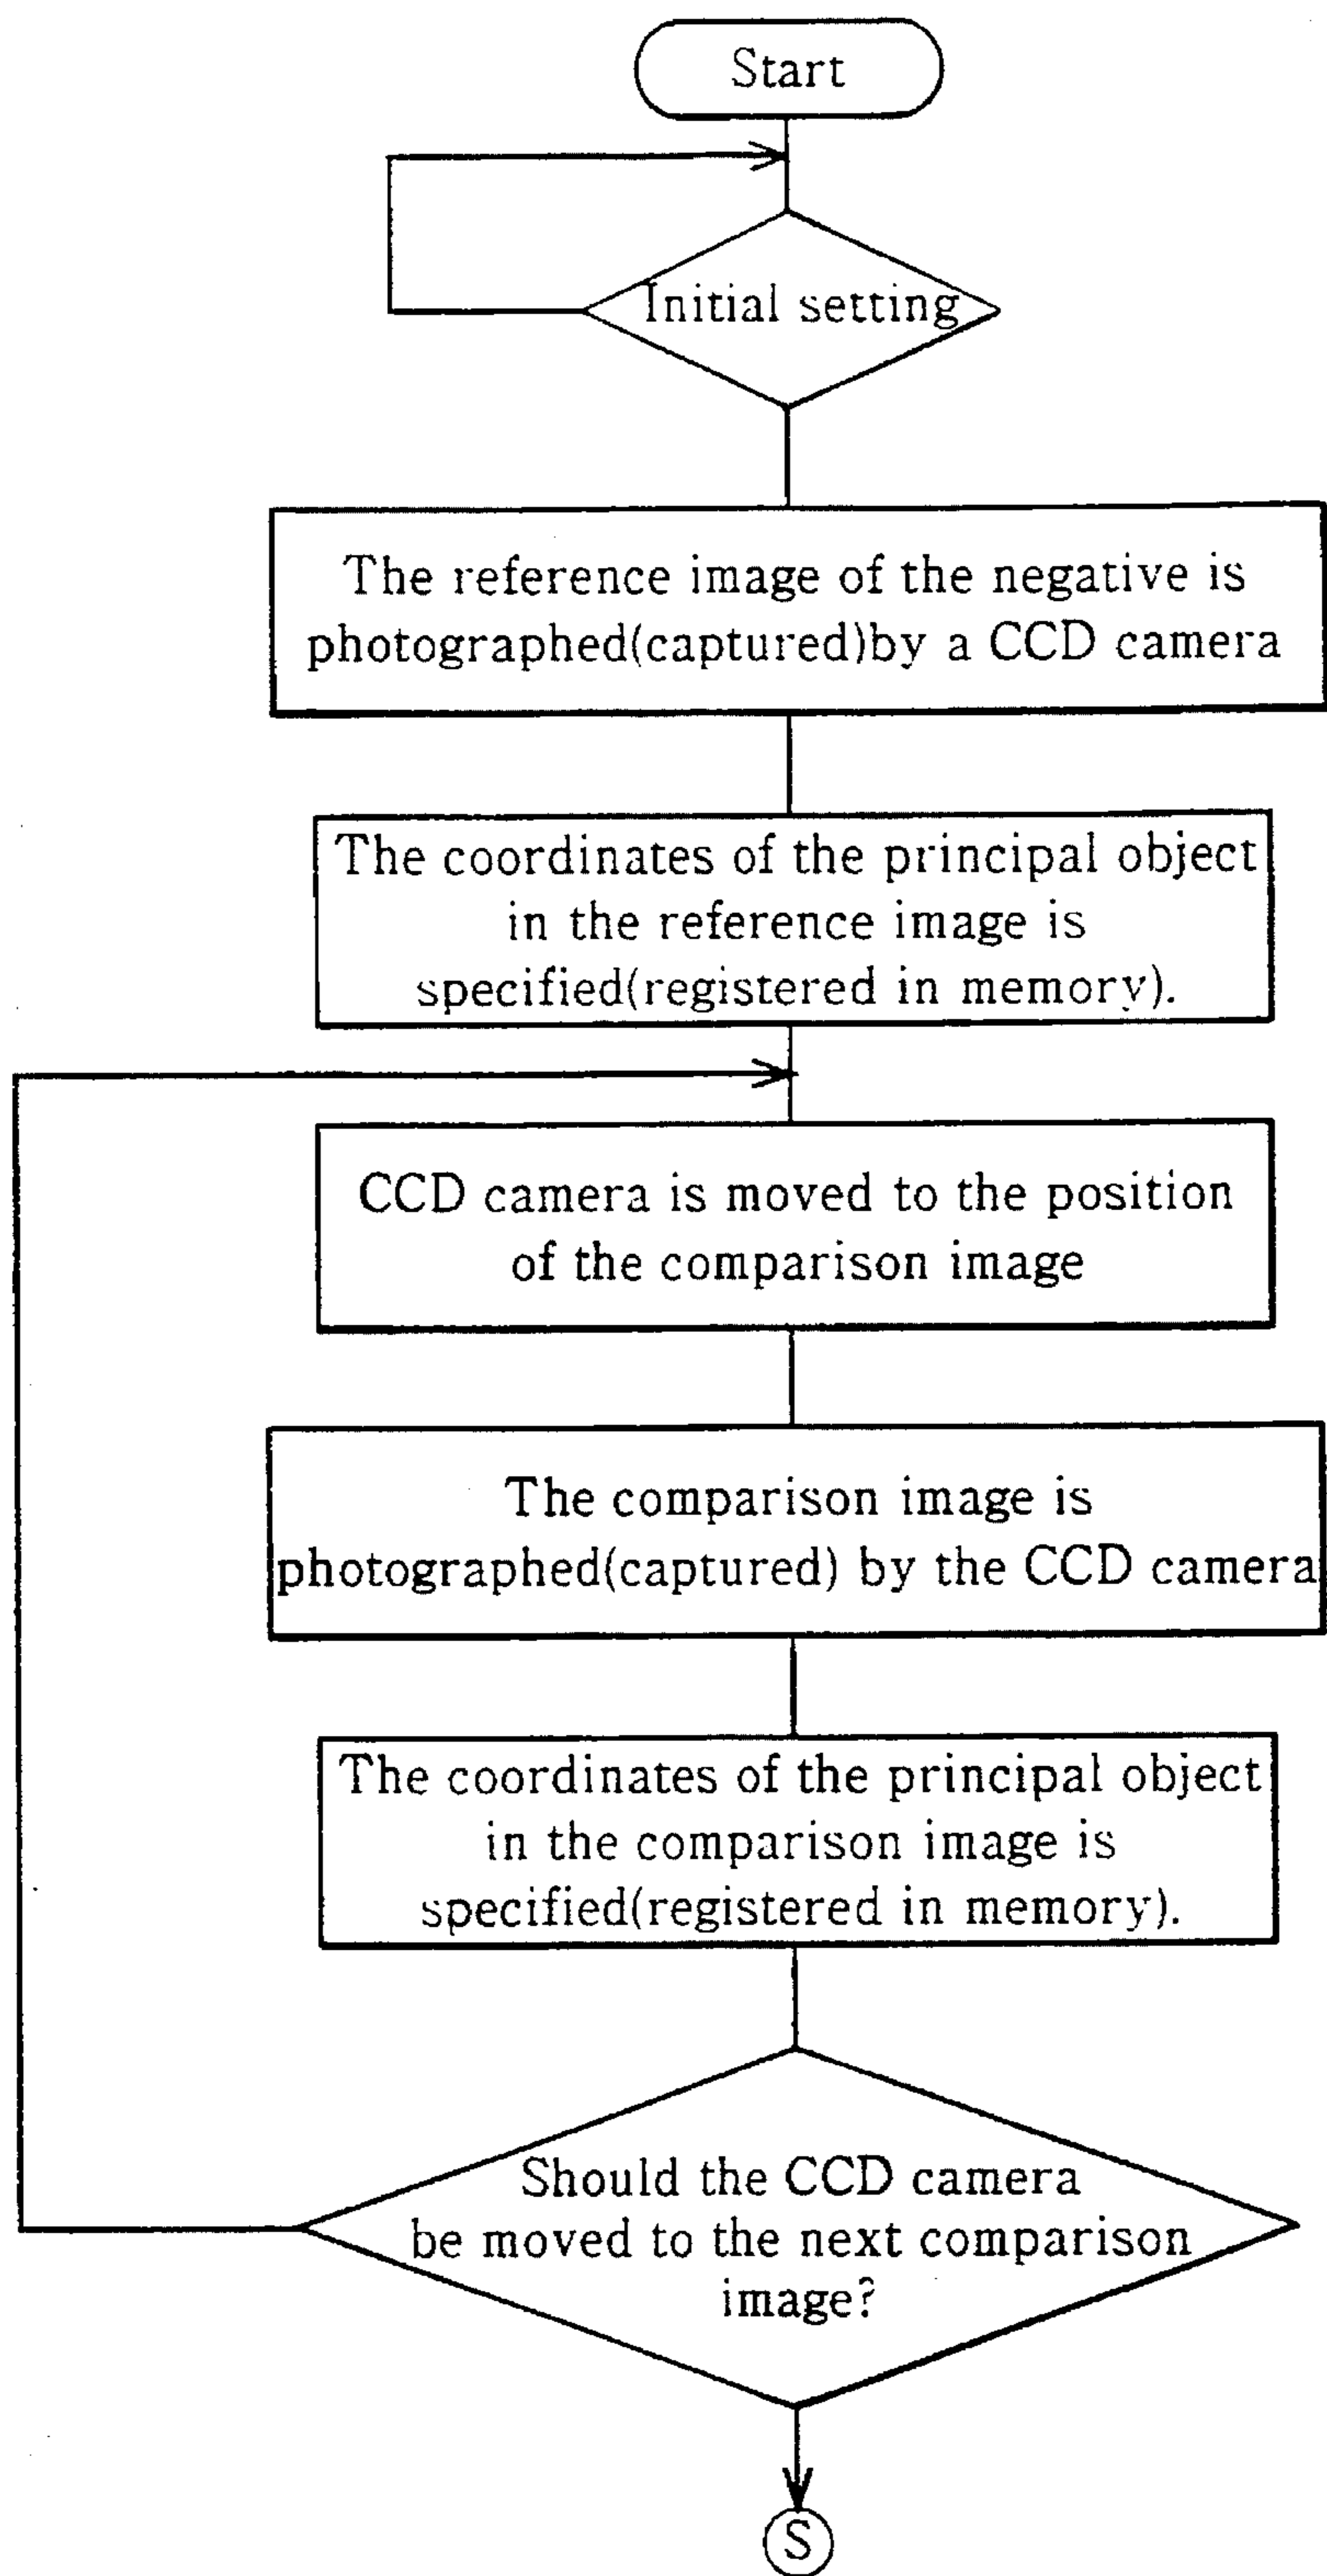 Start
Initial setting
The reference image of the negative is
photographed(captured)by a CCD camera
The coordinates of the principal object
in the reference image is
specified(registered in memory).
CCD camera is moved to the position
of the comparison image
The comparison image is
photographed(captured) by the CCD camera
The coordinates of the principal object
in the comparison image is
specified(registered in memory).
Should the CCD camera
be moved to the next comparison
image?
S